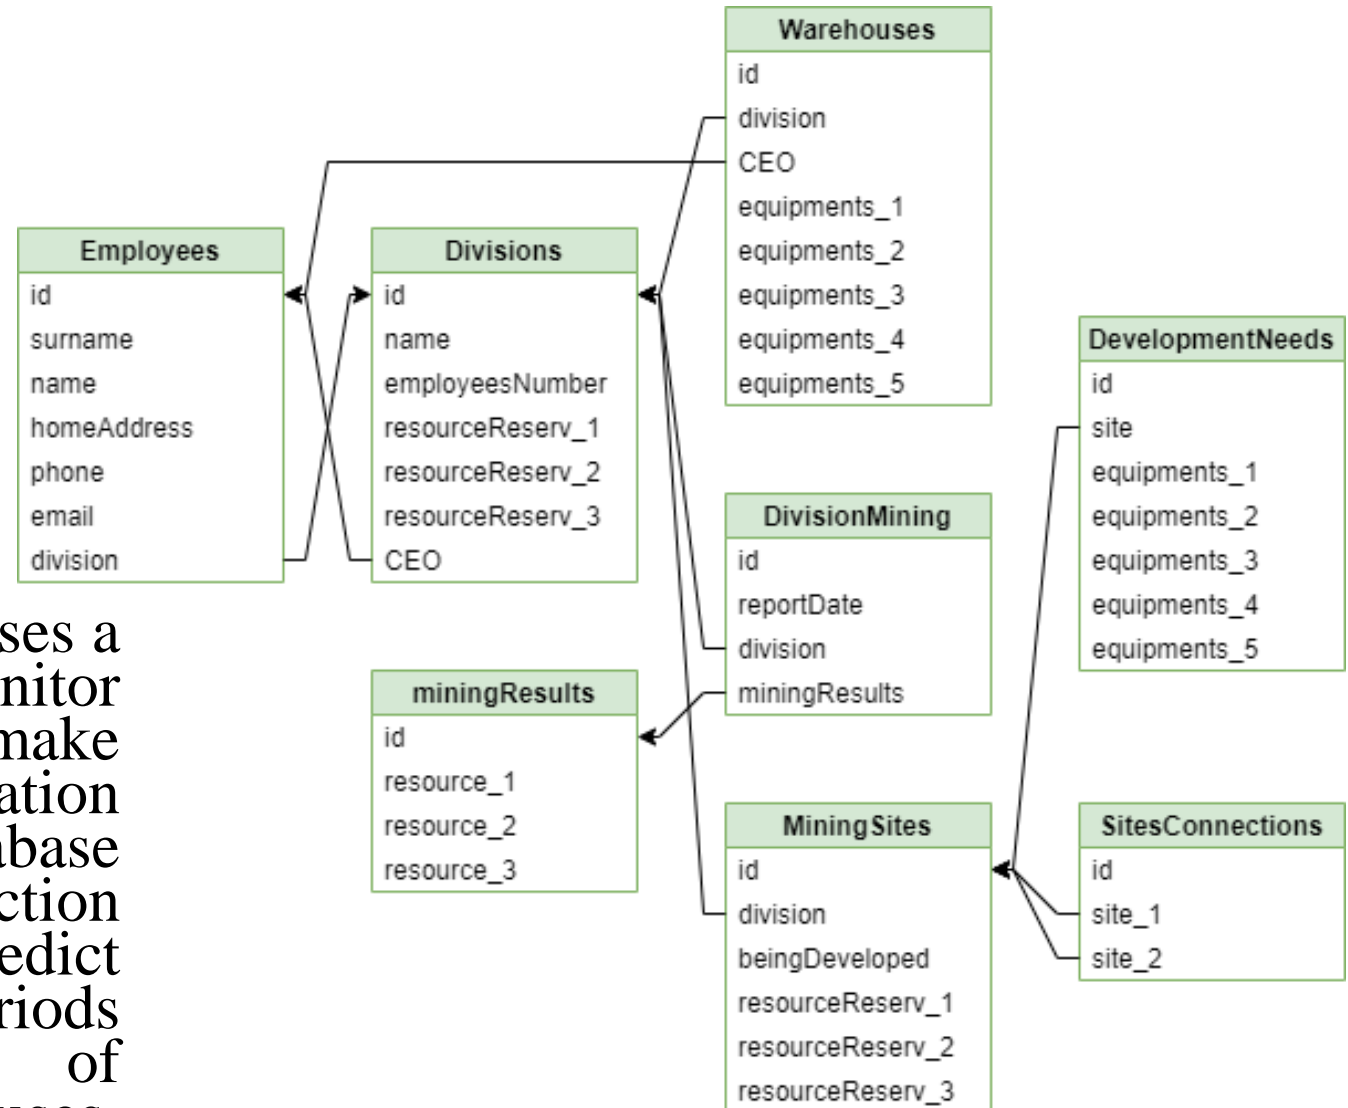 Warehouses
id
division
CEO
equipments_1
equipments_2
equipments_3
equipments_4
equipments_5
Employees
id
surname
name
homeAddress
phone
email
division
Divisions
id
name
employeesNumber
resourceReserv_1
resourceReserv_2
resourceReserv_3
CEO
DevelopmentNeeds
id
site
equipments_1
equipments_2
equipments_3
equipments_4
equipments_5
DivisionMining
id
reportDate
division
miningResults
miningResults
id
resource_1
resource_2
resource_3
MiningSites
id
division
beingDeveloped
resourceReserv_1
resourceReserv_2
resourceReserv_3
SitesConnections
id
site_1
site_2
ses a
nitor
make
ation
abase
ction
edict
riods
of